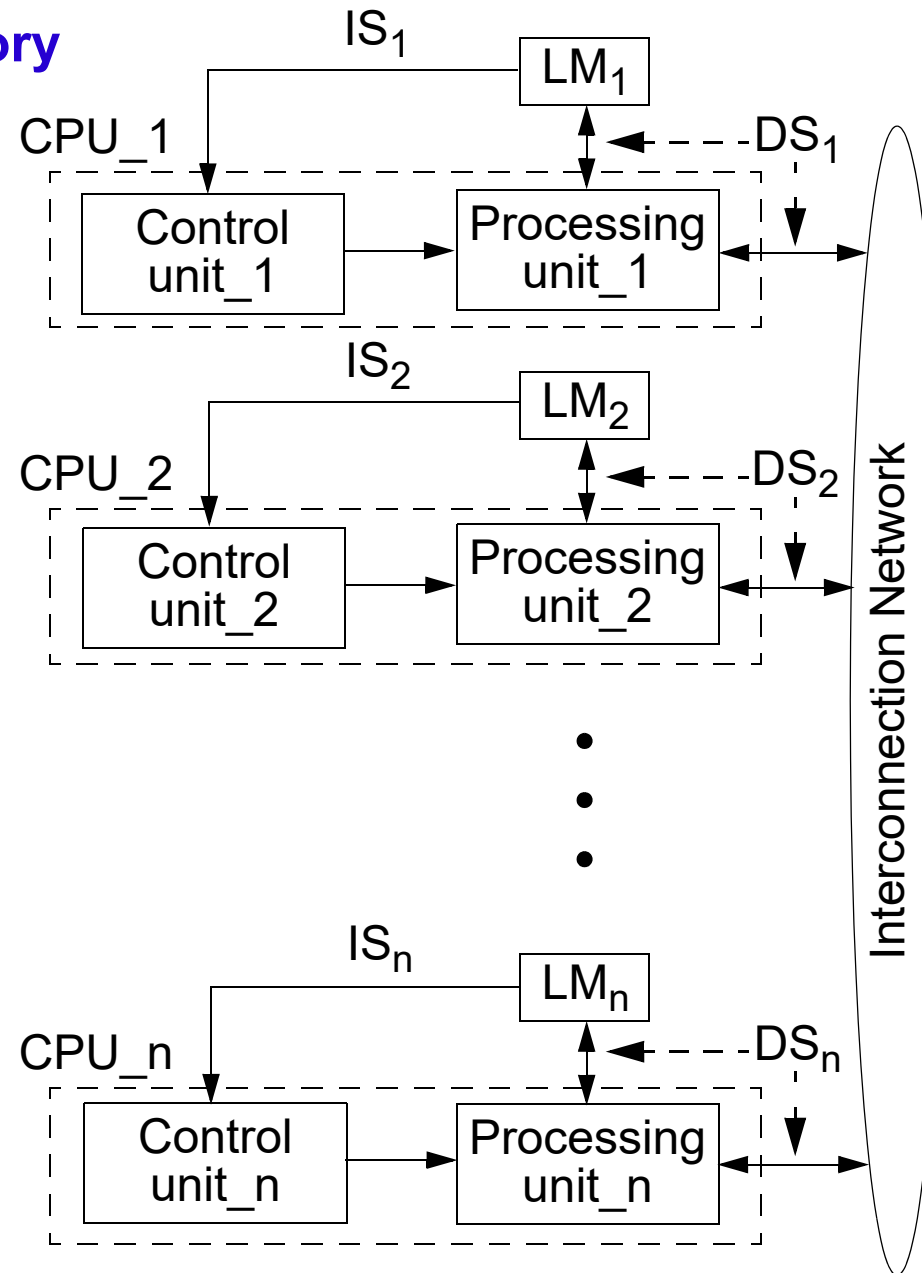 ory
IS1
LM1
CPU_1
DS1
Control
unit_1
Processing
unit_1
IS2
LM2
CPU_2
DS2
Control
unit_2
Processing
unit_2
Interconnection Network
ISn
LMn
CPU_n
DSn
Control
unit_n
Processing
unit_n